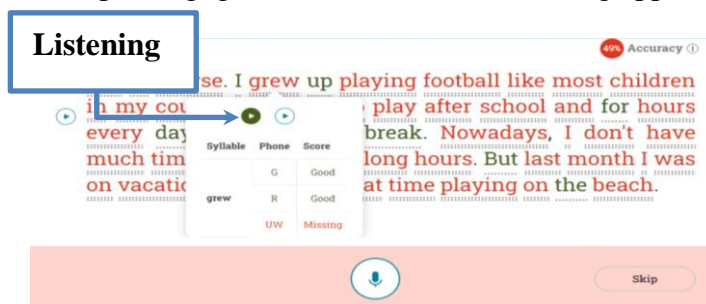 Listening
49% Accuracy
se. I grew up playing football like most children
in my cou play after school and for hours
every day break. Nowadays, I don't have
much tim long hours. But last month I was
on vacatio at time playing on the beach.
Syllable Phone Score
G Good
grew R Good
UW Missing
Skip